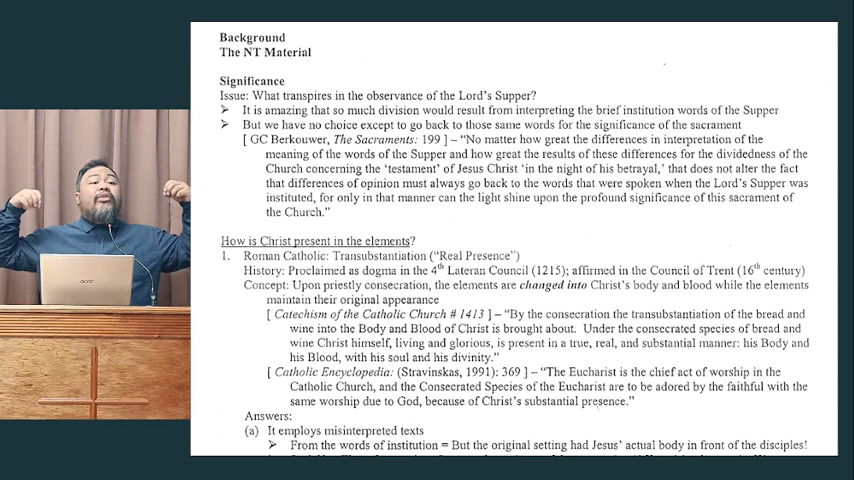 Background
The NT Material
Significance
Issue: What transpires in the observance of the Lord's Supper?
➢ It is amazing that so much division would result from interpreting the brief institution words of the Supper
➢ But we have no choice except to go back to those same words for the significance of the sacrament
[ GC Berkouwer, The Sacraments: 199 ] – "No matter how great the differences in interpretation of the
meaning of the words of the Supper and how great the results of these differences for the dividedness of the
Church concerning the 'testament' of Jesus Christ 'in the night of his betrayal,' that does not alter the fact
that differences of opinion must always go back to the words that were spoken when the Lord's Supper was
instituted, for only in that manner can the light shine upon the profound significance of this sacrament of
the Church."
How is Christ present in the elements?
1. Roman Catholic: Transubstantiation ("Real Presence")
History: Proclaimed as dogma in the 4th Lateran Council (1215); affirmed in the Council of Trent (16th century)
Concept: Upon priestly consecration, the elements are changed into Christ's body and blood while the elements
maintain their original appearance
[ Catechism of the Catholic Church # 1413 ] – "By the consecration the transubstantiation of the bread and
wine into the Body and Blood of Christ is brought about. Under the consecrated species of bread and
wine Christ himself, living and glorious, is present in a true, real, and substantial manner: his Body and
his Blood, with his soul and his divinity."
[ Catholic Encyclopedia: (Stravinskas, 1991): 369 ] – "The Eucharist is the chief act of worship in the
Catholic Church, and the Consecrated Species of the Eucharist are to be adored by the faithful with the
same worship due to God, because of Christ's substantial presence."
Answers:
(a) It employs misinterpreted texts
➢ From the words of institution = But the original setting had Jesus' actual body in front of the disciples!
acer